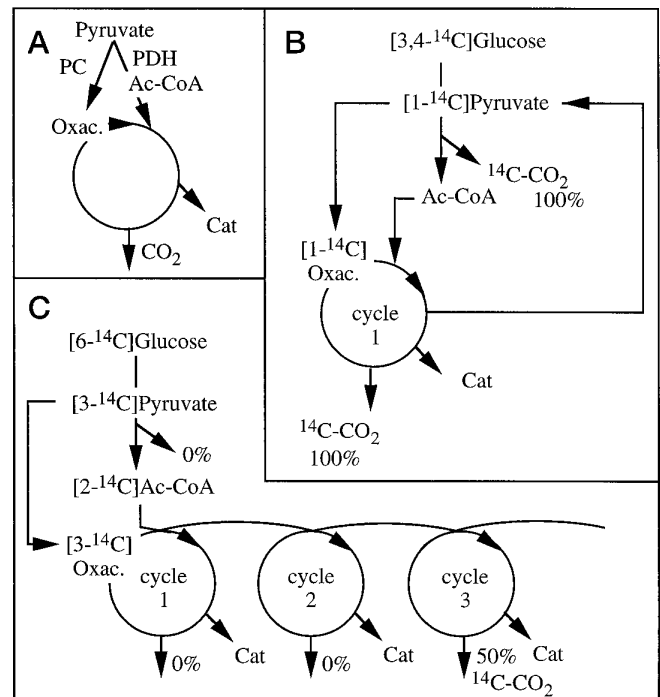 A
Pyruvate
PC
PDH
Ac-CoA
Oxac.
Cat
CO₂
B
[3,4-¹⁴C]Glucose
[1-¹⁴C]Pyruvate
¹⁴C-CO₂
100%
Ac-CoA
[1-¹⁴C]
Oxac.
cycle
1
Cat
¹⁴C-CO₂
100%
C
[6-¹⁴C]Glucose
[3-¹⁴C]Pyruvate
0%
[2-¹⁴C]Ac-CoA
[3-¹⁴C]
Oxac.
cycle
1
0%
Cat
cycle
2
0%
Cat
cycle
3
50%
Cat
¹⁴C-CO₂